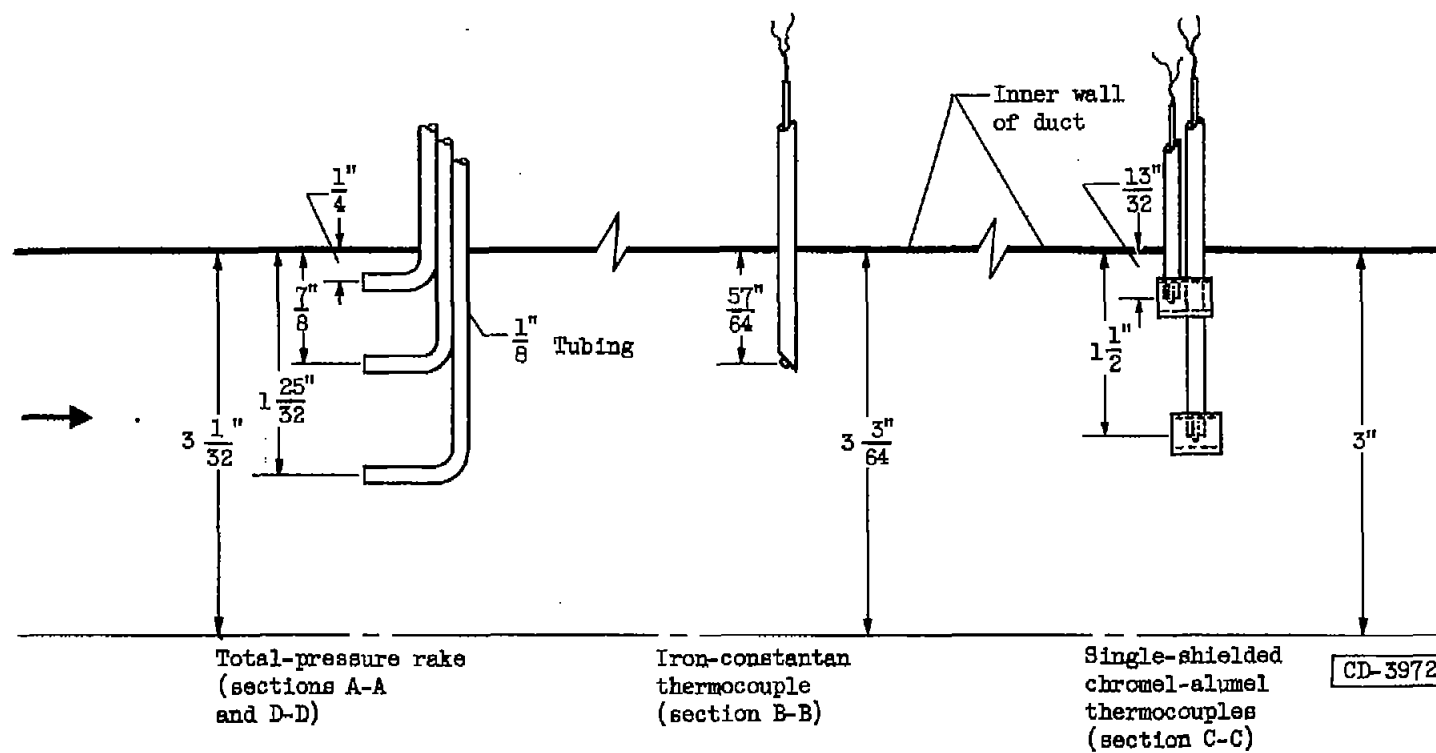 Inner wall
of duct
1"
4
13"
32
7"
8
57"
64
1"
8 Tubing
1 1"
2
1 25"
32
3 1"
32
3 3"
64
3"
Total-pressure rake
(sections A-A
and D-D)
Iron-constantan
thermocouple
(section B-B)
Single-shielded
chromel-alumel
thermocouples
(section C-C)
CD-3972